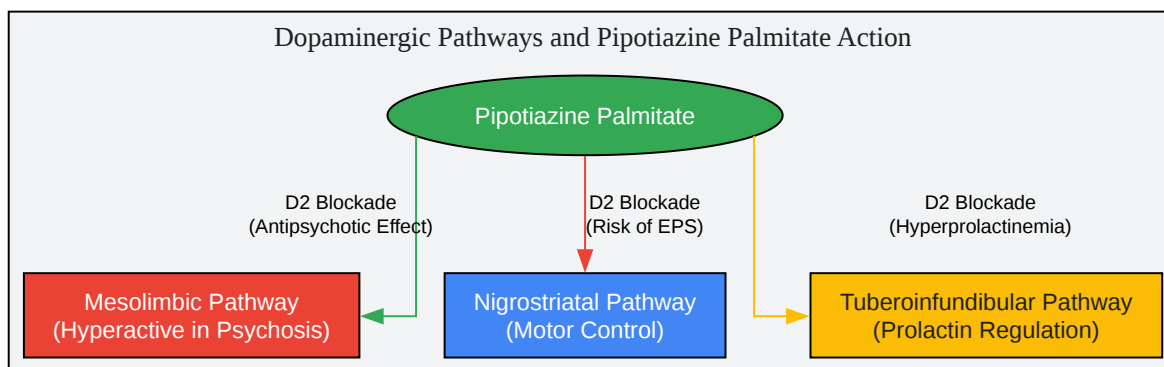 Dopaminergic Pathways and Pipotiazine Palmitate Action
Pipotiazine Palmitate
D2 Blockade
(Antipsychotic Effect)
D2 Blockade
(Risk of EPS)
D2 Blockade
(Hyperprolactinemia)
Mesolimbic Pathway
(Hyperactive in Psychosis)
Nigrostriatal Pathway
(Motor Control)
Tuberoinfundibular Pathway
(Prolactin Regulation)